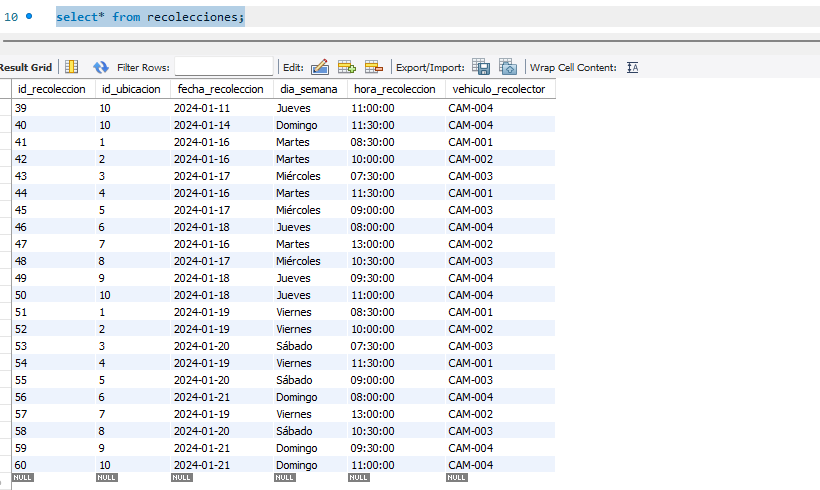 10 select* from recolecciones;
Result Grid Filter Rows: Edit: Export/Import: Wrap Cell Content:
id_recoleccion id_ubicacion fecha_recoleccion dia_semana hora_recoleccion vehiculo_recolector
39 10 2024-01-11 Jueves 11:00:00 CAM-004
40 10 2024-01-14 Domingo 11:30:00 CAM-004
41 1 2024-01-16 Martes 08:30:00 CAM-001
42 2 2024-01-16 Martes 10:00:00 CAM-002
43 3 2024-01-17 Miércoles 07:30:00 CAM-003
44 4 2024-01-16 Martes 11:30:00 CAM-001
45 5 2024-01-17 Miércoles 09:00:00 CAM-003
46 6 2024-01-18 Jueves 08:00:00 CAM-004
47 7 2024-01-16 Martes 13:00:00 CAM-002
48 8 2024-01-17 Miércoles 10:30:00 CAM-003
49 9 2024-01-18 Jueves 09:30:00 CAM-004
50 10 2024-01-18 Jueves 11:00:00 CAM-004
51 1 2024-01-19 Viernes 08:30:00 CAM-001
52 2 2024-01-19 Viernes 10:00:00 CAM-002
53 3 2024-01-20 Sábado 07:30:00 CAM-003
54 4 2024-01-19 Viernes 11:30:00 CAM-001
55 5 2024-01-20 Sábado 09:00:00 CAM-003
56 6 2024-01-21 Domingo 08:00:00 CAM-004
57 7 2024-01-19 Viernes 13:00:00 CAM-002
58 8 2024-01-20 Sábado 10:30:00 CAM-003
59 9 2024-01-21 Domingo 09:30:00 CAM-004
60 10 2024-01-21 Domingo 11:00:00 CAM-004
NULL NULL NULL NULL NULL NULL